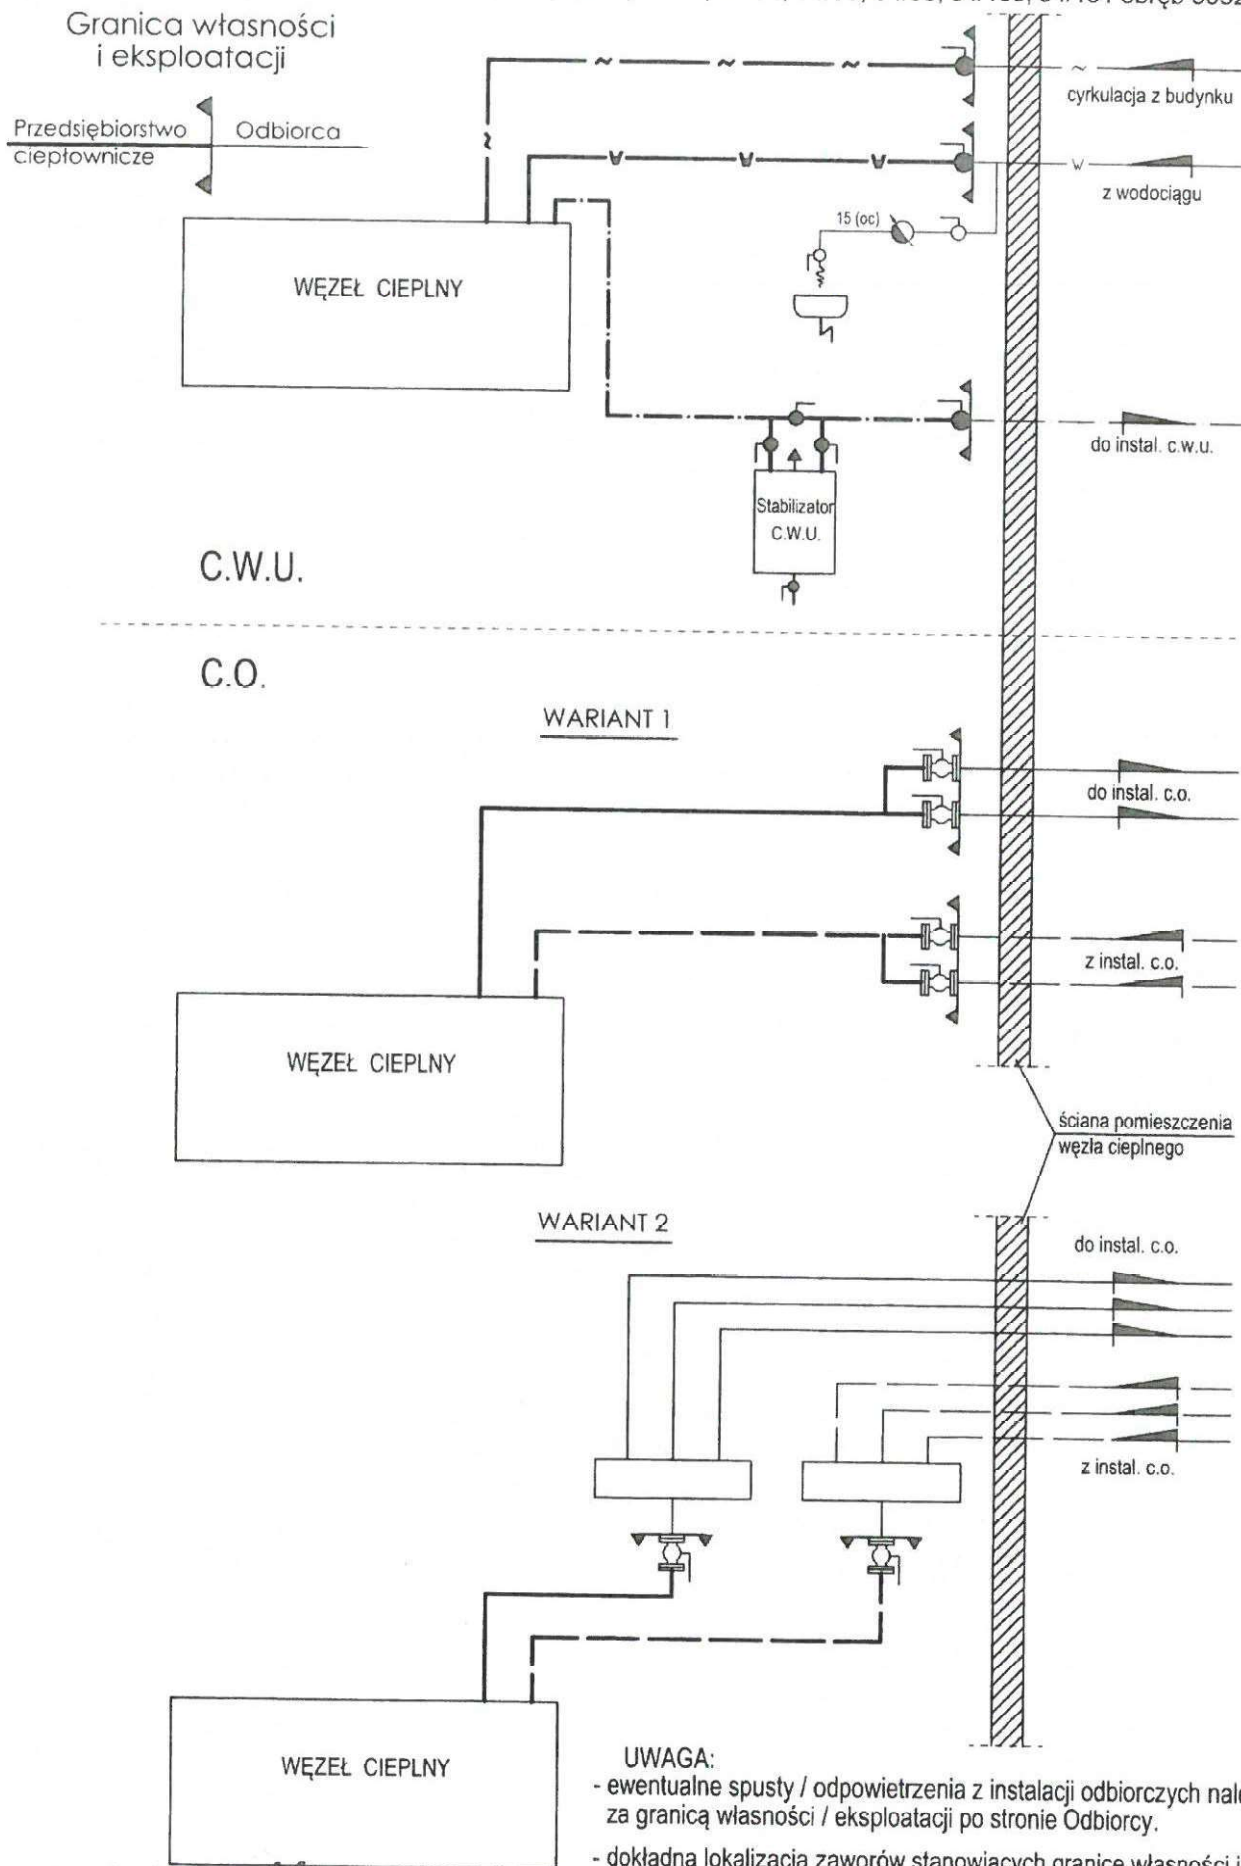 obręb
Granica własności
i eksploatacji
Przedsiębiorstwo
ciepłownicze
Odbiorca
~ ~ ~ ~
cyrkulacja z budynku
~
W W W W
z wodociągu
15 (oc)
WĘZEŁ CIEPLNY
do instal. c.w.u.
Stabilizator
C.W.U.
C.W.U.
C.O.
WARIANT 1
do instal. c.o.
z instal. c.o.
WĘZEŁ CIEPLNY
ściana pomieszczenia
węzła cieplnego
WARIANT 2
do instal. c.o.
z instal. c.o.
WĘZEŁ CIEPLNY
UWAGA:
- ewentualne spusty / odpowietrzenia z instalacji odbiorczych
za granicą własności / eksploatacji po stronie Odbiorcy.
- dokładna lokalizacja zaworów stanowiących granice własności i